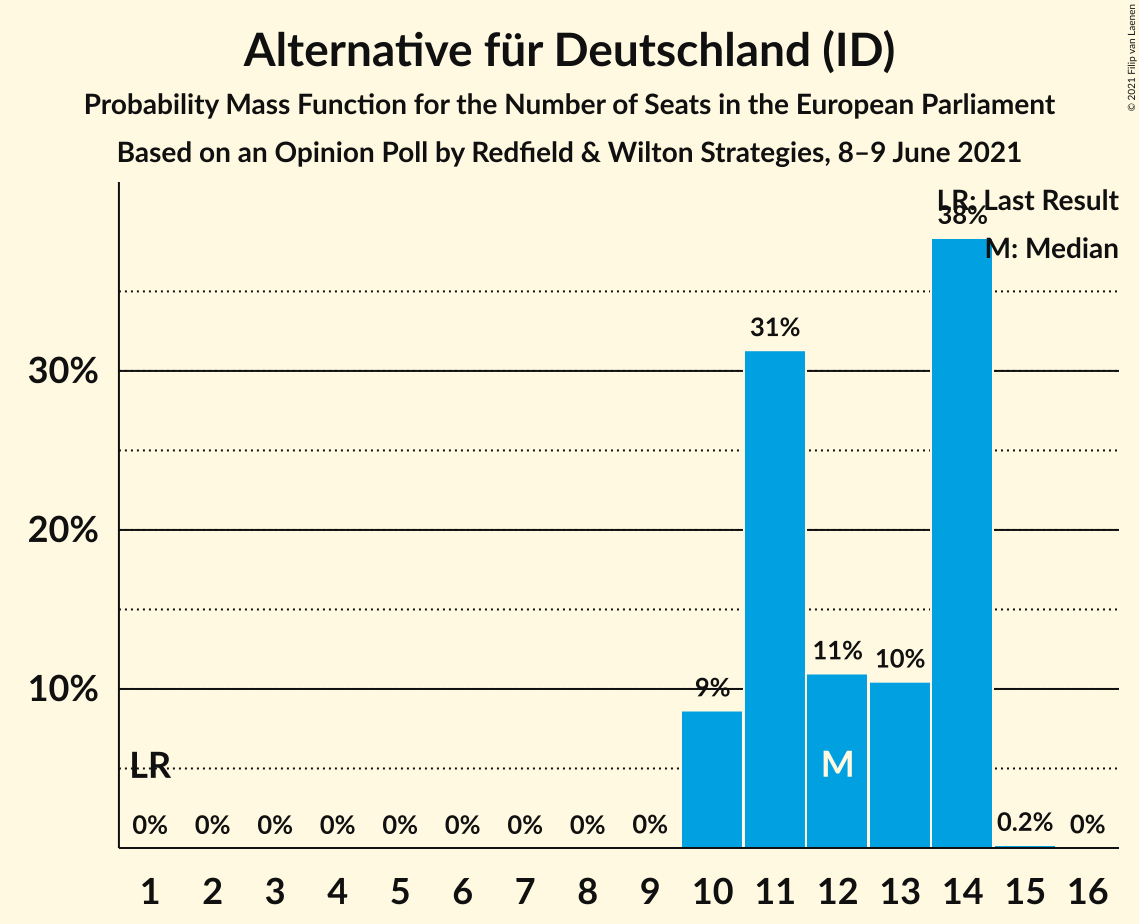 Alternative für Deutschland (ID)
Probability Mass Function for the Number of Seats in the European Parliament
Based on an Opinion Poll by Redfield & Wilton Strategies, 8–9 June 2021
© 2021 Filip van Laenen
LR: Last Result
M: Median
38%
31%
30%
20%
11%
10%
10%
9%
LR
M
0% 0% 0% 0% 0% 0% 0% 0% 0% 0.2% 0%
1 2 3 4 5 6 7 8 9 10 11 12 13 14 15 16